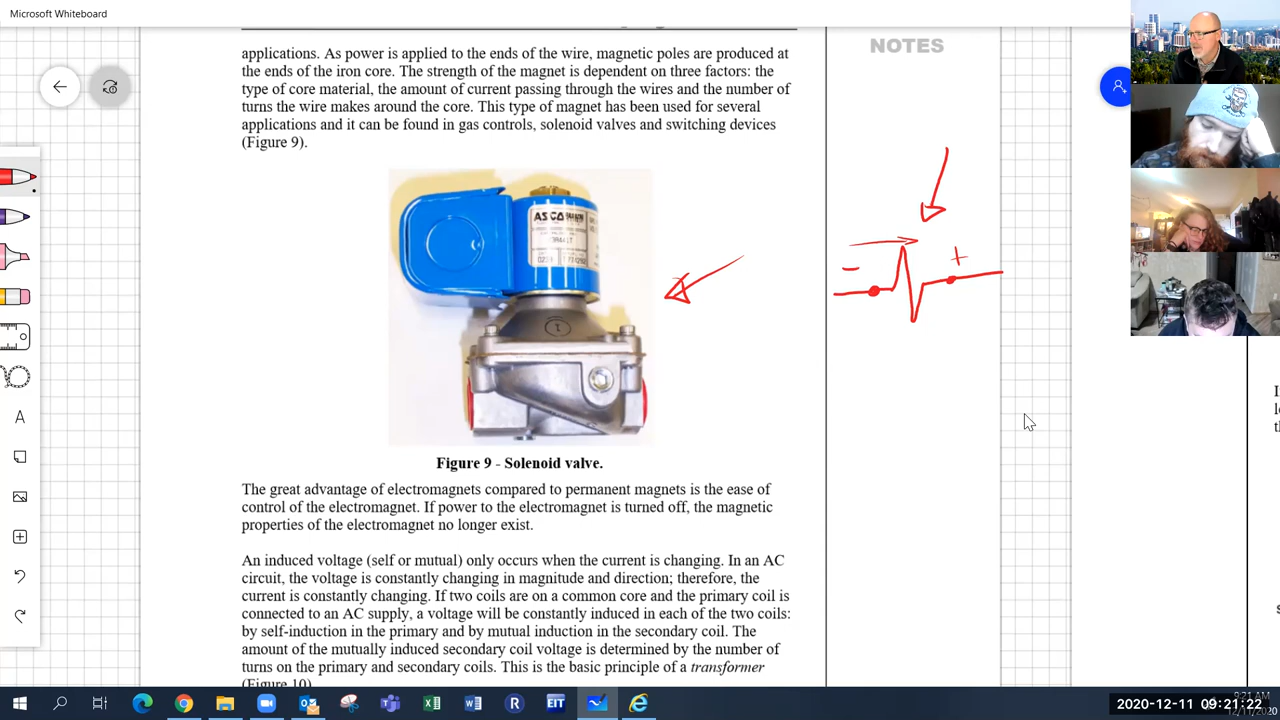 Microsoft Whiteboard
applications. As power is applied to the ends of the wire, magnetic poles are produced at
the ends of the iron core. The strength of the magnet is dependent on three factors: the
type of core material, the amount of current passing through the wires and the number of
turns the wire makes around the core. This type of magnet has been used for several
applications and it can be found in gas controls, solenoid valves and switching devices
(Figure 9).
NOTES
ASCO
- +
Figure 9 - Solenoid valve.
The great advantage of electromagnets compared to permanent magnets is the ease of
control of the electromagnet. If power to the electromagnet is turned off, the magnetic
properties of the electromagnet no longer exist.
An induced voltage (self or mutual) only occurs when the current is changing. In an AC
circuit, the voltage is constantly changing in magnitude and direction; therefore, the
current is constantly changing. If two coils are on a common core and the primary coil is
connected to an AC supply, a voltage will be constantly induced in each of the two coils:
by self-induction in the primary and by mutual induction in the secondary coil. The
amount of the mutually induced secondary coil voltage is determined by the number of
turns on the primary and secondary coils. This is the basic principle of a transformer
(Figure 10)
A
R
EIT
9:21 AM
2020-12-11 09:21:22